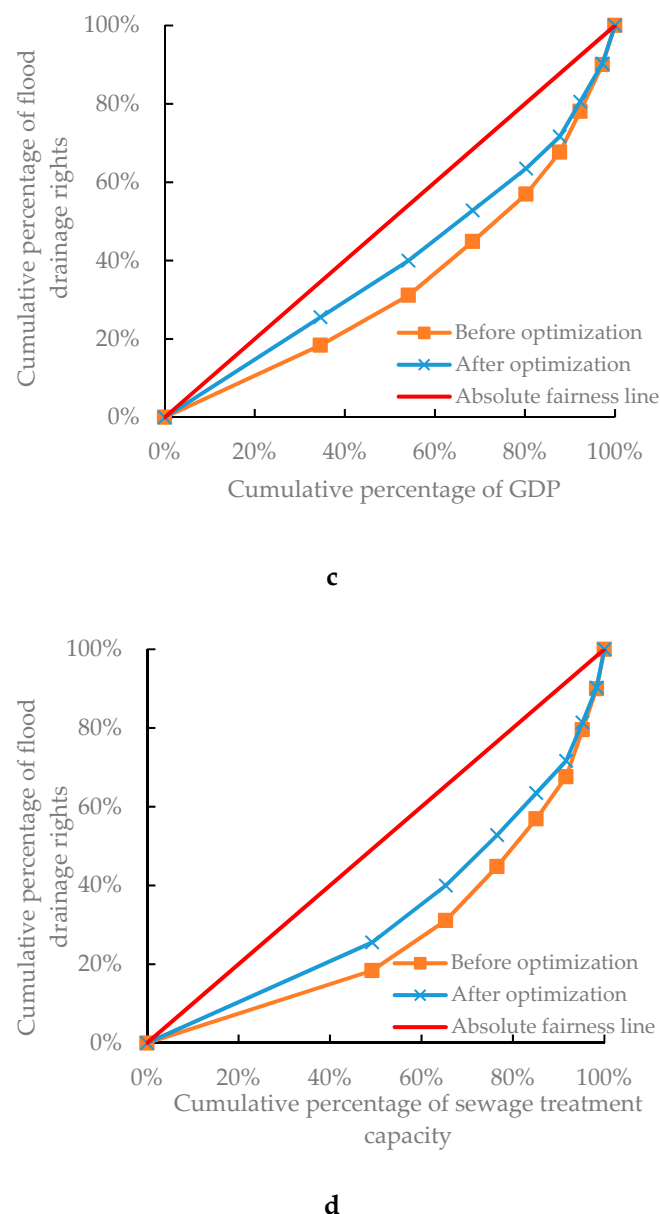 100%
80%
60%
40%
20%
0%
Cumulative percentage of flood
drainage rights
Before optimization
After optimization
Absolute fairness line
0% 20% 40% 60% 80% 100%
Cumulative percentage of GDP
c
100%
80%
60%
40%
20%
0%
Cumulative percentage of flood
drainage rights
Before optimization
After optimization
Absolute fairness line
0% 20% 40% 60% 80% 100%
Cumulative percentage of sewage treatment
capacity
d